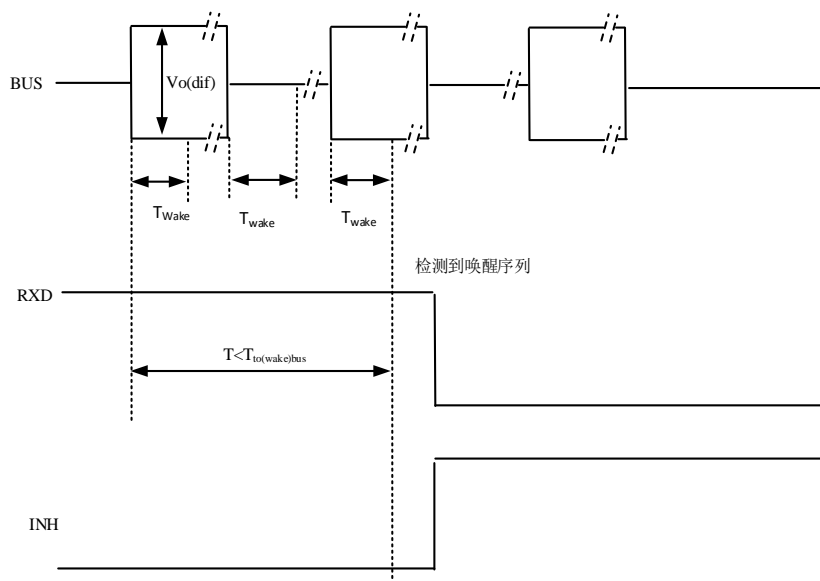 BUS
Vo(dif)
TWake
Twake
Twake
检测到唤醒序列
RXD
T<Tto(wake)bus
INH